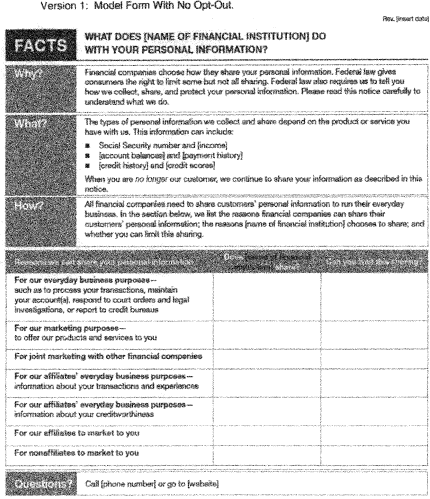 Version 1: Model Form With No Opt-Out.
Rev. [insert date]
FACTS
WHAT DOES [NAME OF FINANCIAL INSTITUTION] DO
WITH YOUR PERSONAL INFORMATION?
Why?
Financial companies choose how they share your personal information. Federal law gives
consumers the right to limit some but not all sharing. Federal law also requires us to tell you
how we collect, share, and protect your personal information. Please read this notice carefully to
understand what we do.
What?
The types of personal information we collect and share depend on the product or service you
have with us. This information can include:
■ Social Security number and [income]
■ [account balances] and [payment history]
■ [credit history] and [credit scores]
When you are no longer our customer, we continue to share your information as described in this
notice.
How?
All financial companies need to share customers' personal information to run their everyday
business. In the section below, we list the reasons financial companies can share their
customers' personal information; the reasons [name of financial institution] chooses to share; and
whether you can limit this sharing.
Reasons we can share your personal information
Does [name of financial
institution] share?
Can you limit this sharing?
For our everyday business purposes—
such as to process your transactions, maintain
your account(s), respond to court orders and legal
investigations, or report to credit bureaus
For our marketing purposes—
to offer our products and services to you
For joint marketing with other financial companies
For our affiliates' everyday business purposes—
information about your transactions and experiences
For our affiliates' everyday business purposes—
information about your creditworthiness
For our affiliates to market to you
For nonaffiliates to market to you
Questions?
Call [phone number] or go to [website]